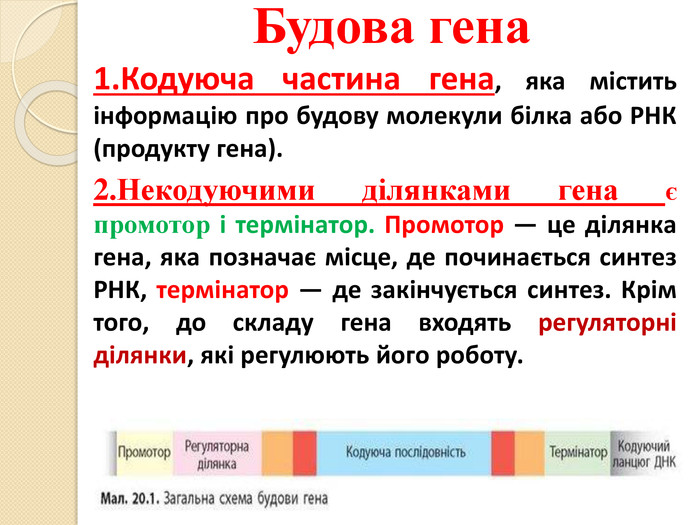 Будова гена
1.Кодуюча частина гена, яка містить
інформацію про будову молекули білка або РНК
(продукту гена).
2.Некодуючими ділянками гена є
промотор і термінатор. Промотор — це ділянка
гена, яка позначає місце, де починається синтез
РНК, термінатор — де закінчується синтез. Крім
того, до складу гена входять регуляторні
ділянки, які регулюють його роботу.
Промотор
Регуляторна
ділянка
Кодуюча послідовність
Термінатор
Кодуючий
ланцюг ДНК
Мал. 20.1. Загальна схема будови гена